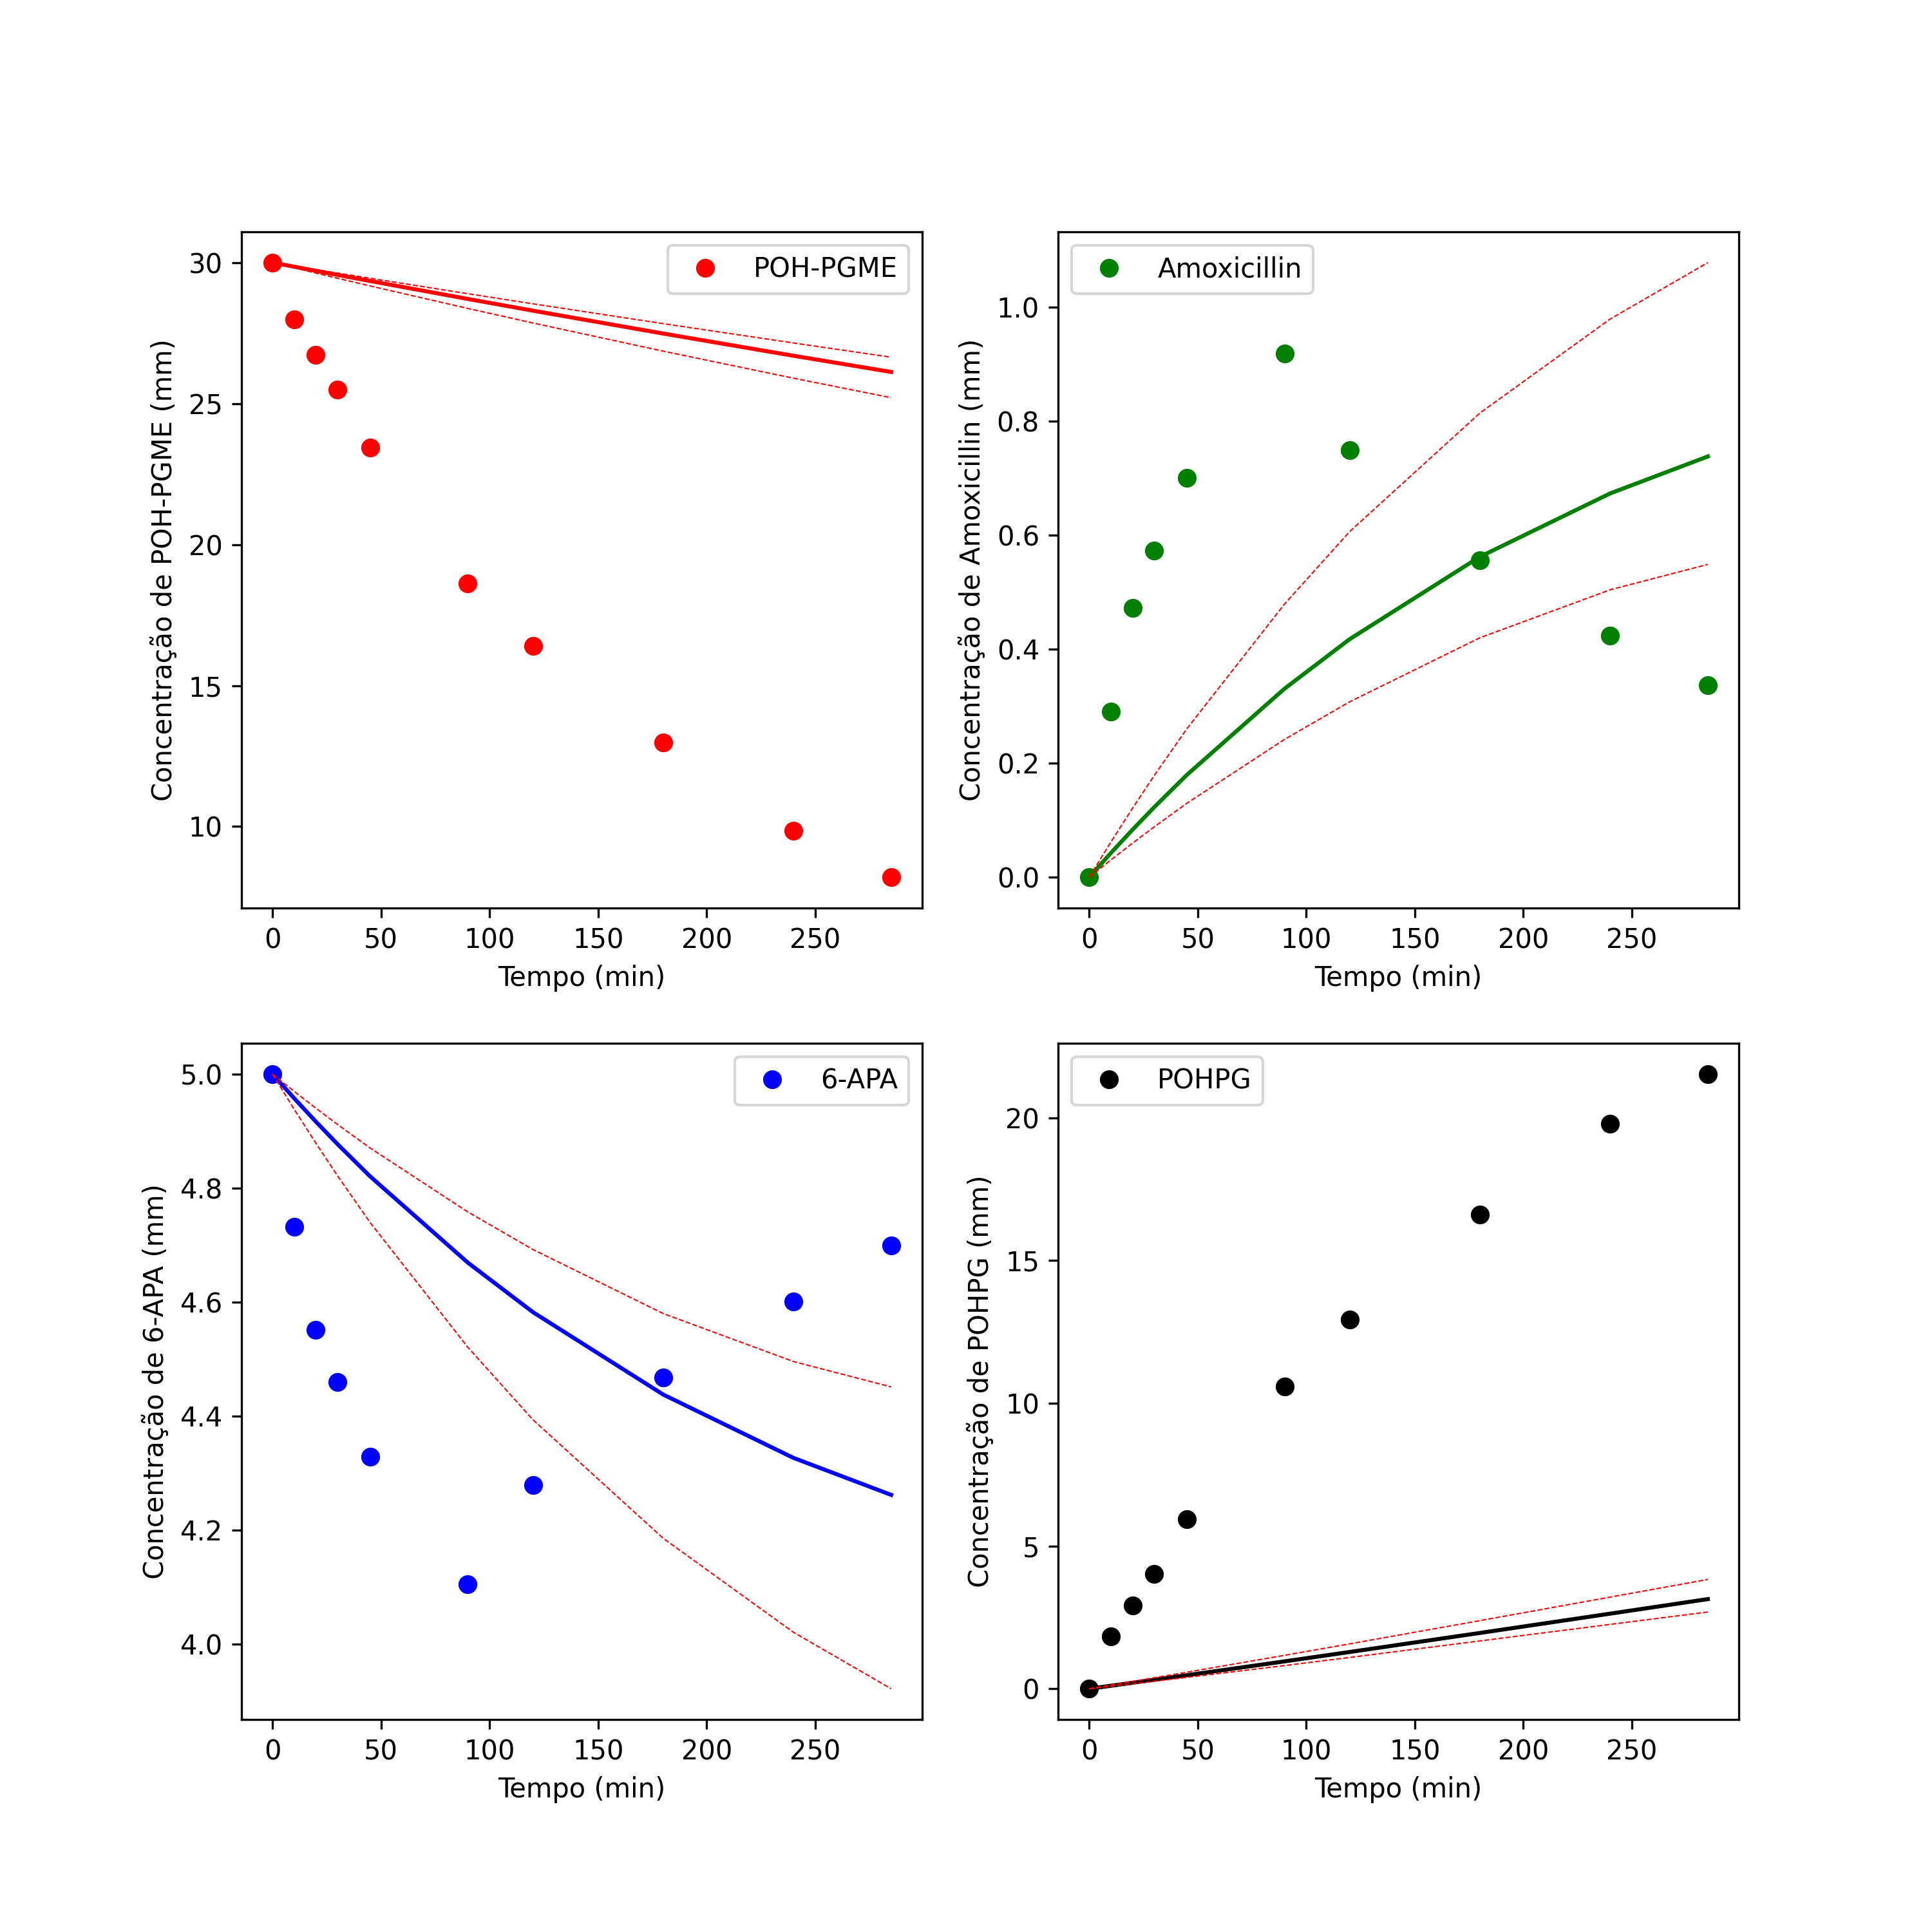 POH-PGME
30
25
20
15
10
Concentração de POH-PGME (mm)
0 50 100 150 200 250
Tempo (min)
Amoxicillin
1.0
0.8
0.6
0.4
0.2
0.0
Concentração de Amoxicillin (mm)
0 50 100 150 200 250
Tempo (min)
6-APA
5.0
4.8
4.6
4.4
4.2
4.0
Concentração de 6-APA (mm)
0 50 100 150 200 250
Tempo (min)
POHPG
20
15
10
5
0
Concentração de POHPG (mm)
0 50 100 150 200 250
Tempo (min)